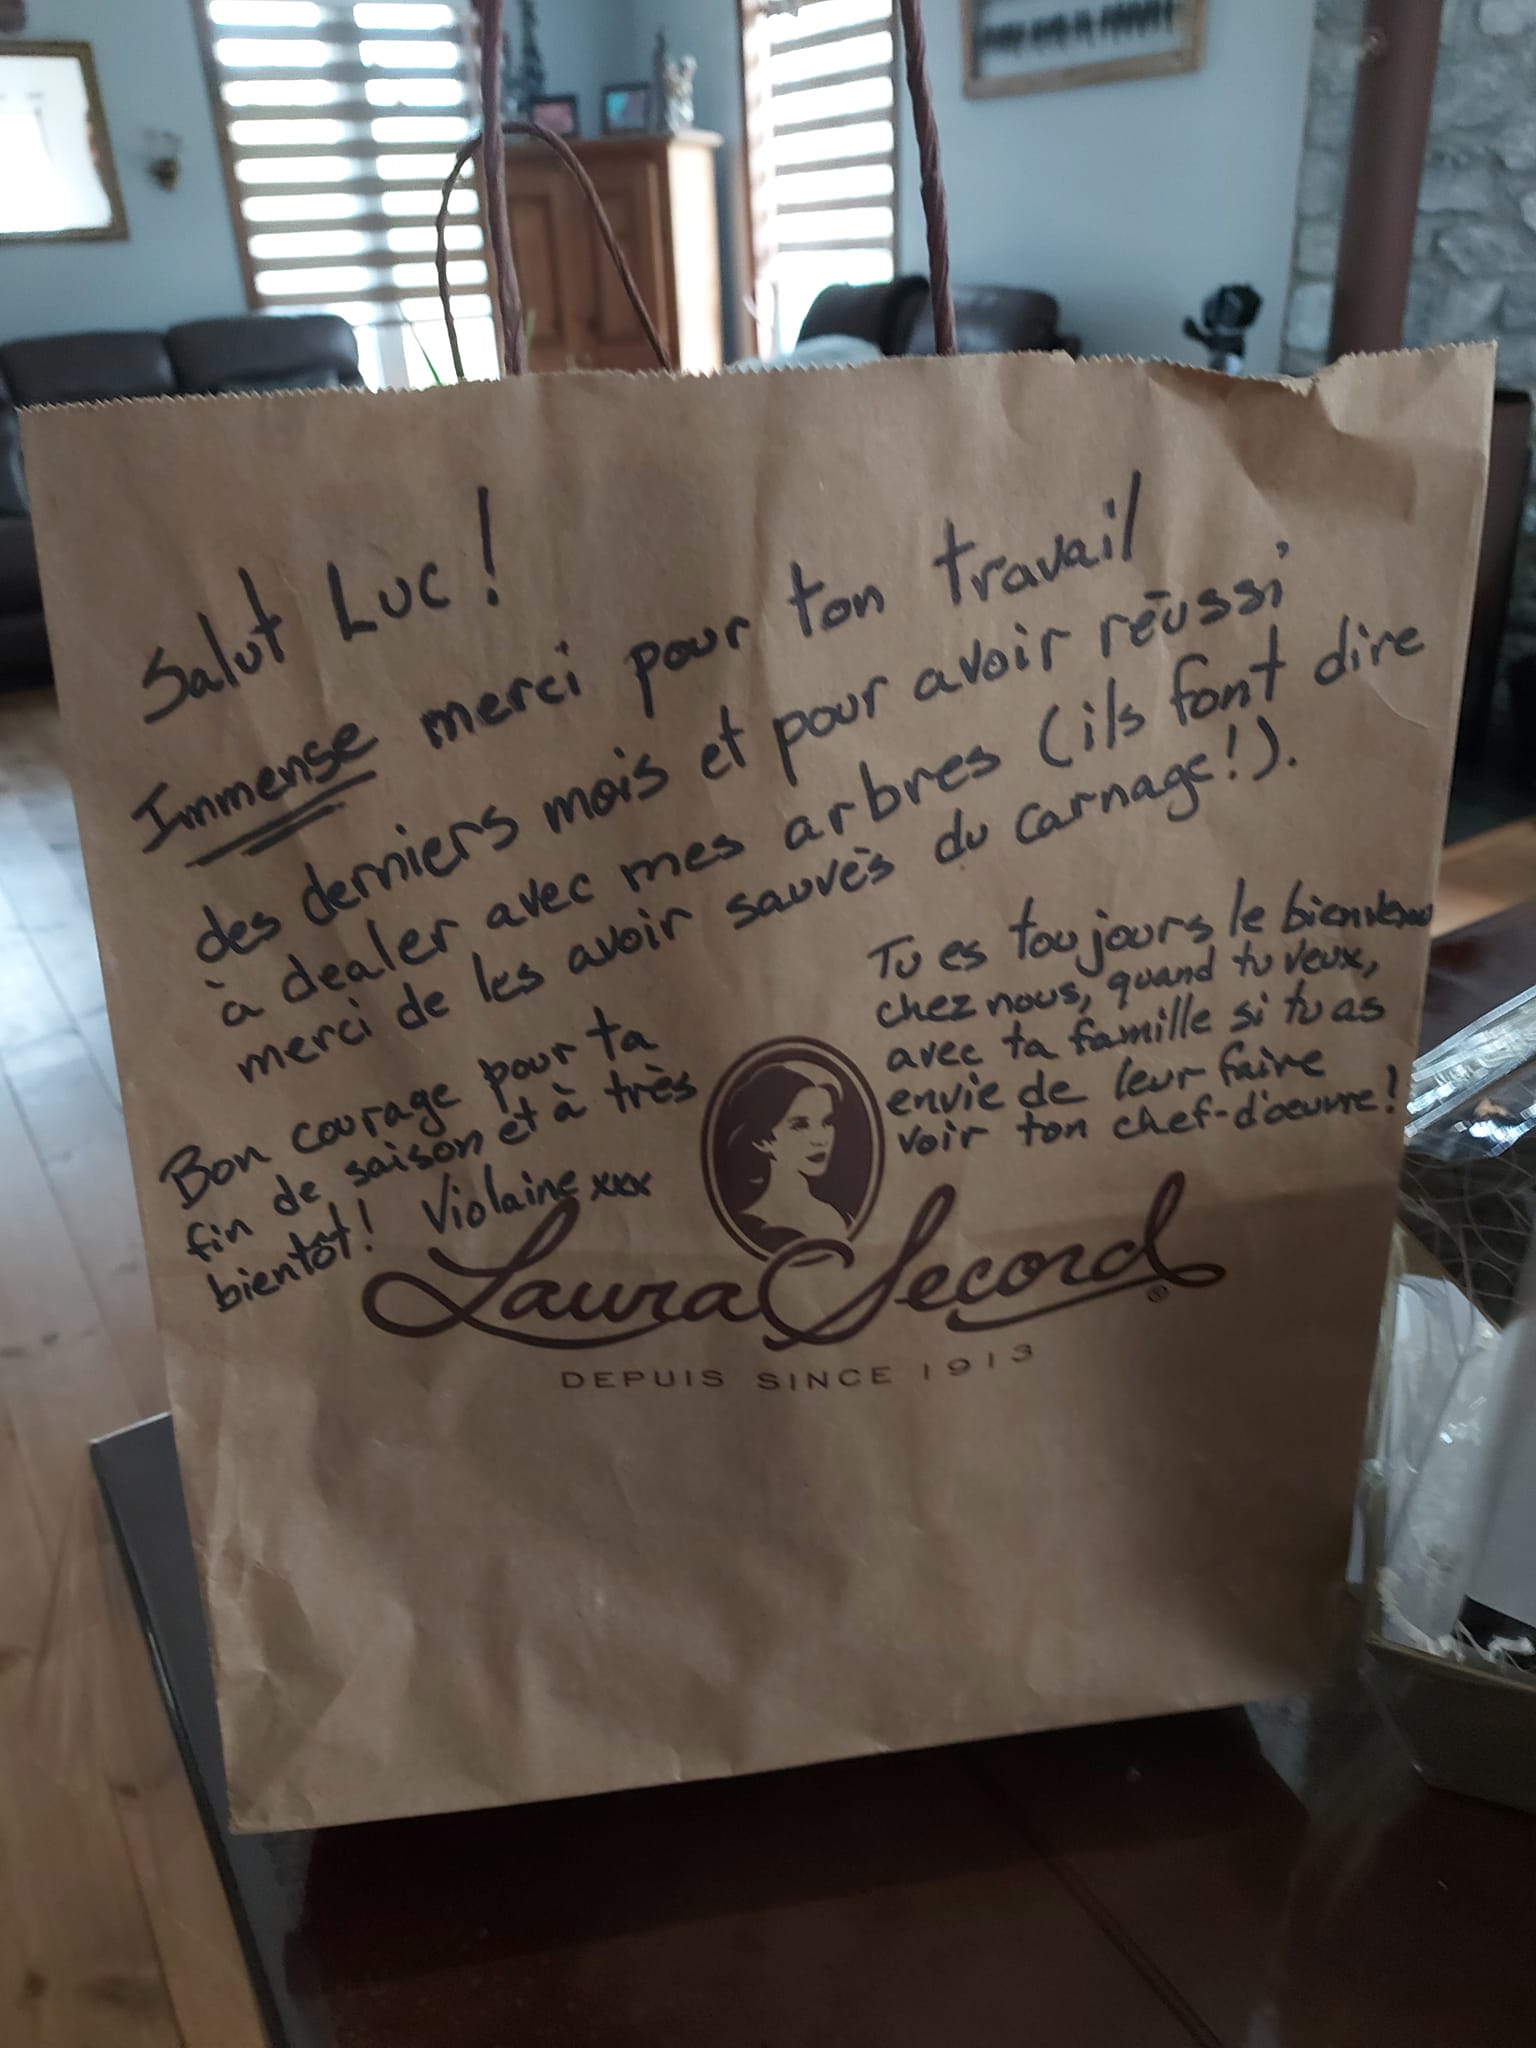 Salut Luc!
Immense merci pour ton travail
des derniers mois et pour avoir réussi
à dealer avec mes arbres (ils font dire
merci de les avoir sauvés du carnage!).
Bon courage pour ta
fin de saison et à très
bientôt! Violaine xxx
Tu es toujours le bienvenu
chez nous, quand tu veux,
avec ta famille si tu as
envie de leur faire
voir ton chef-d'oeuvre!
Laura Secord
DEPUIS SINCE 1913